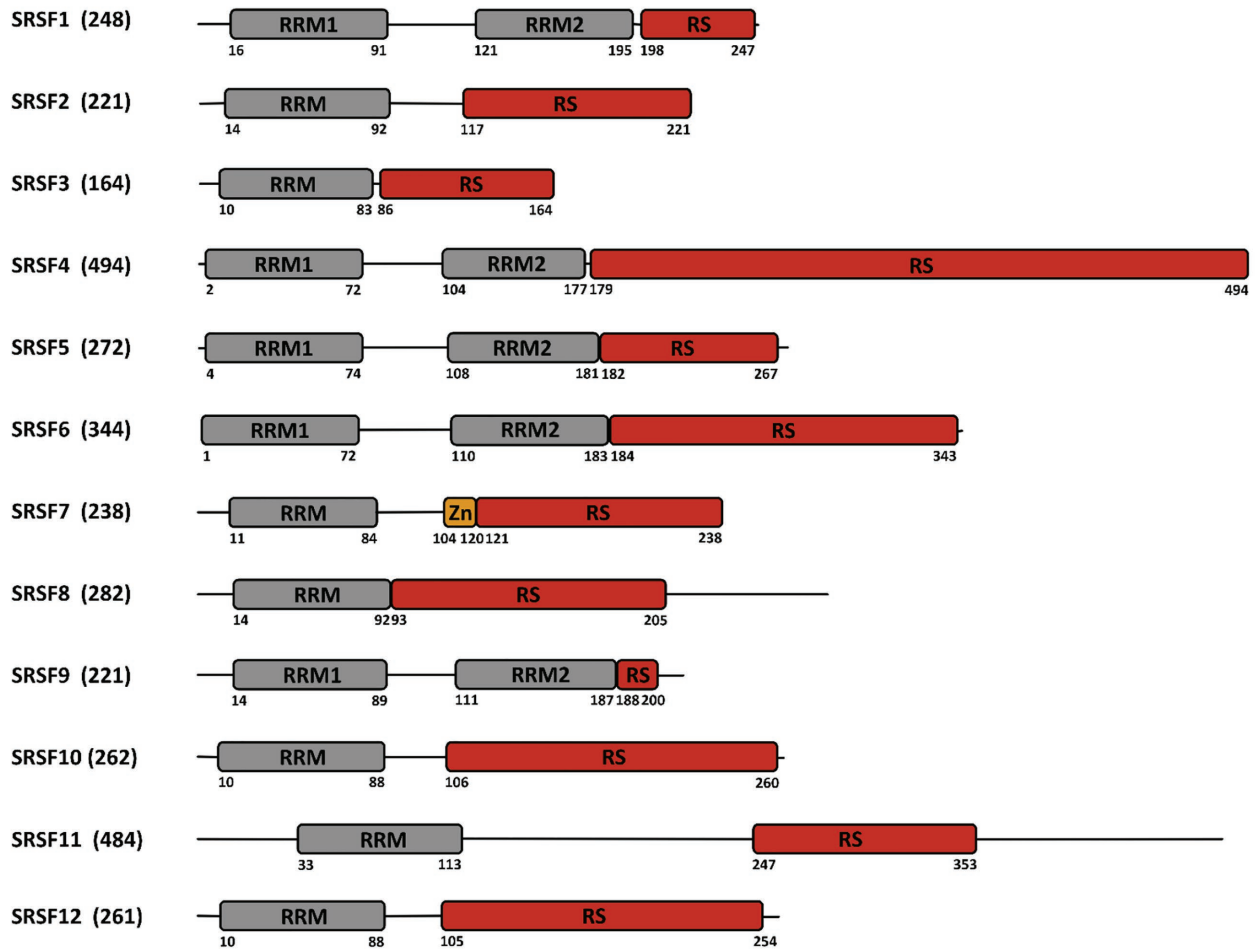 SRSF1 (248) RRM1 RRM2 RS
16 91 121 195 198 247
SRSF2 (221) RRM RS
14 92 117 221
SRSF3 (164) RRM RS
10 83 86 164
SRSF4 (494) RRM1 RRM2 RS
2 72 104 177 179 494
SRSF5 (272) RRM1 RRM2 RS
4 74 108 181 182 267
SRSF6 (344) RRM1 RRM2 RS
1 72 110 183 184 343
SRSF7 (238) RRM Zn RS
11 84 104 120 121 238
SRSF8 (282) RRM RS
14 92 93 205
SRSF9 (221) RRM1 RRM2 RS
14 89 111 187 188 200
SRSF10 (262) RRM RS
10 88 106 260
SRSF11 (484) RRM RS
33 113 247 353
SRSF12 (261) RRM RS
10 88 105 254